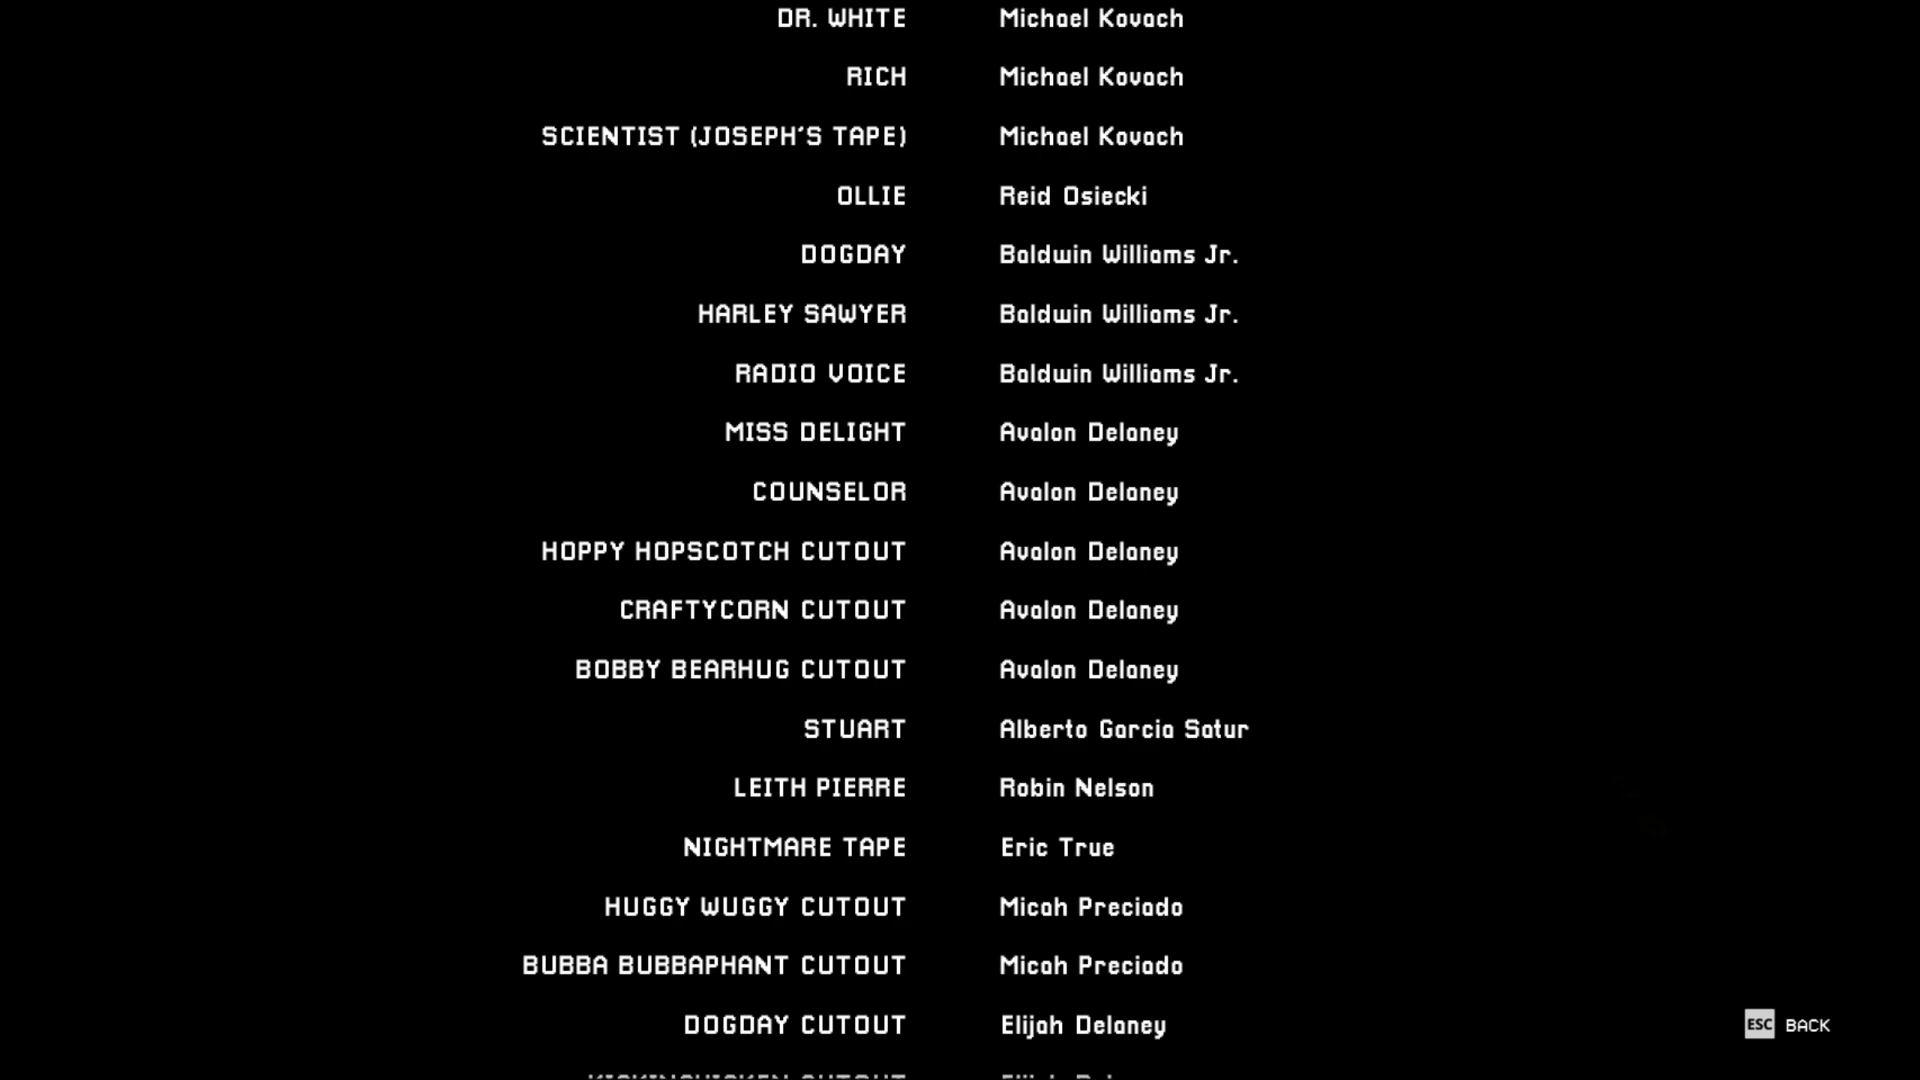 DR. WHITE Michael Kovach
RICH Michael Kovach
SCIENTIST (JOSEPH'S TAPE) Michael Kovach
OLLIE Reid Osiecki
DOGDAY Baldwin Williams Jr.
HARLEY SAWYER Baldwin Williams Jr.
RADIO VOICE Baldwin Williams Jr.
MISS DELIGHT Avalon Delaney
COUNSELOR Avalon Delaney
HOPPY HOPSCOTCH CUTOUT Avalon Delaney
CRAFTYCORN CUTOUT Avalon Delaney
BOBBY BEARHUG CUTOUT Avalon Delaney
STUART Alberto Garcia Satur
LEITH PIERRE Robin Nelson
NIGHTMARE TAPE Eric True
HUGGY WUGGY CUTOUT Micah Preciado
BUBBA BUBBAPHANT CUTOUT Micah Preciado
DOGDAY CUTOUT Elijah Delaney
ESC BACK